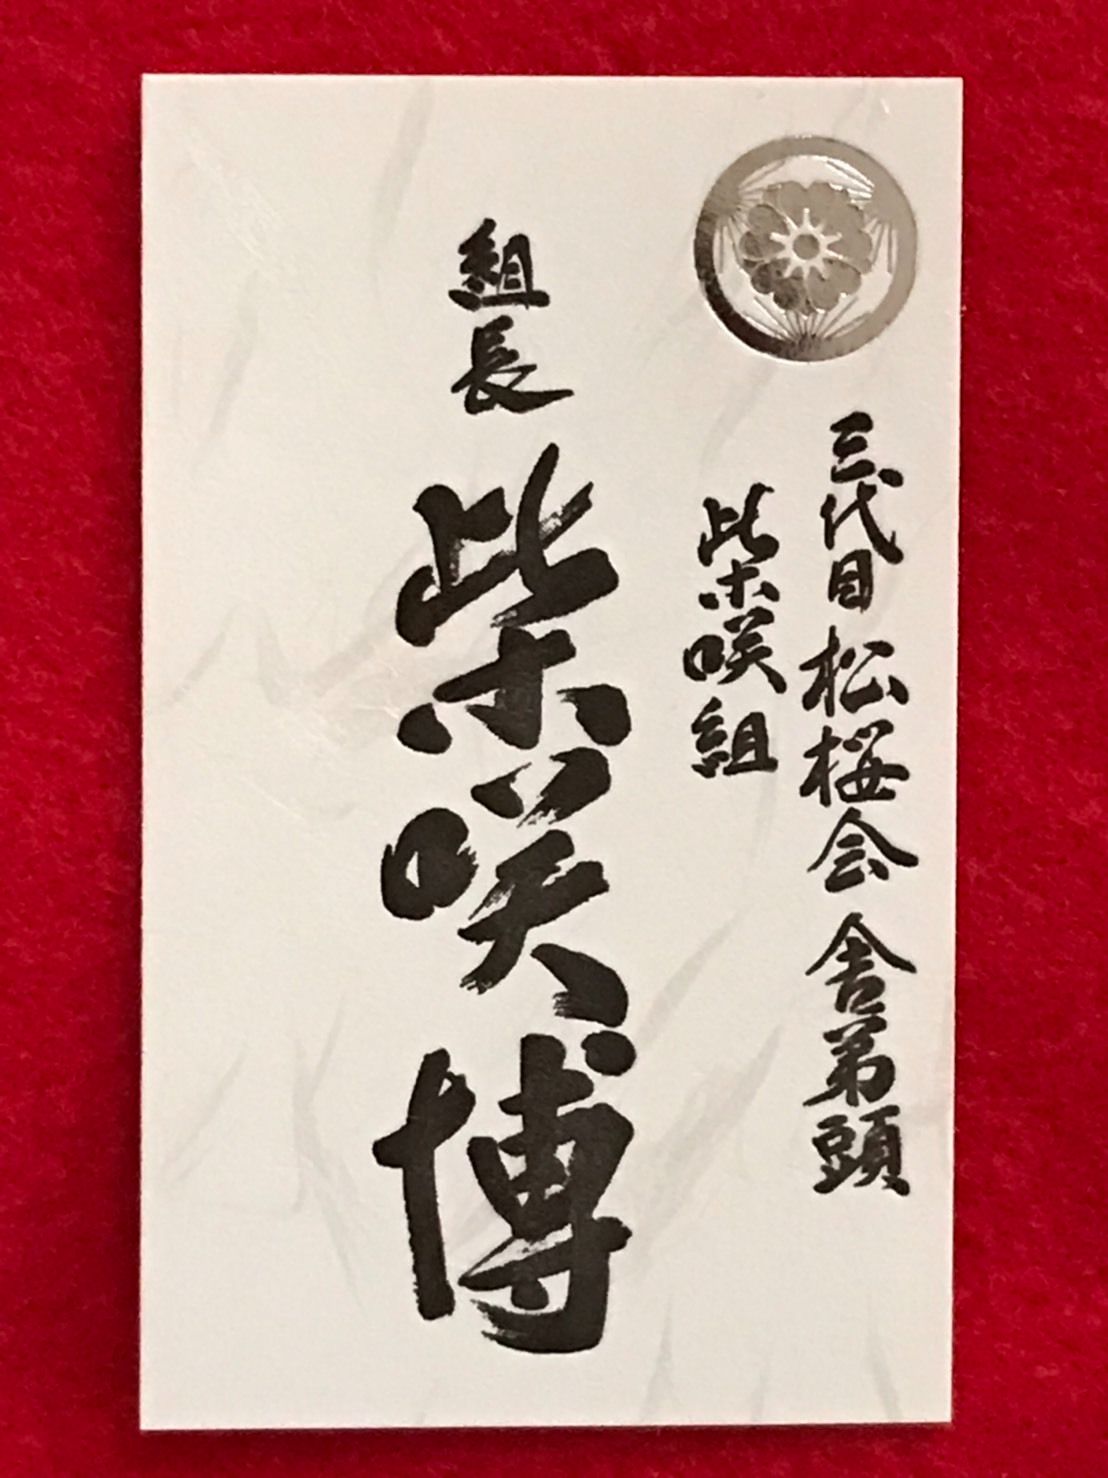 三代目 松桜会 舎弟頭
柴咲組
組長 柴咲博